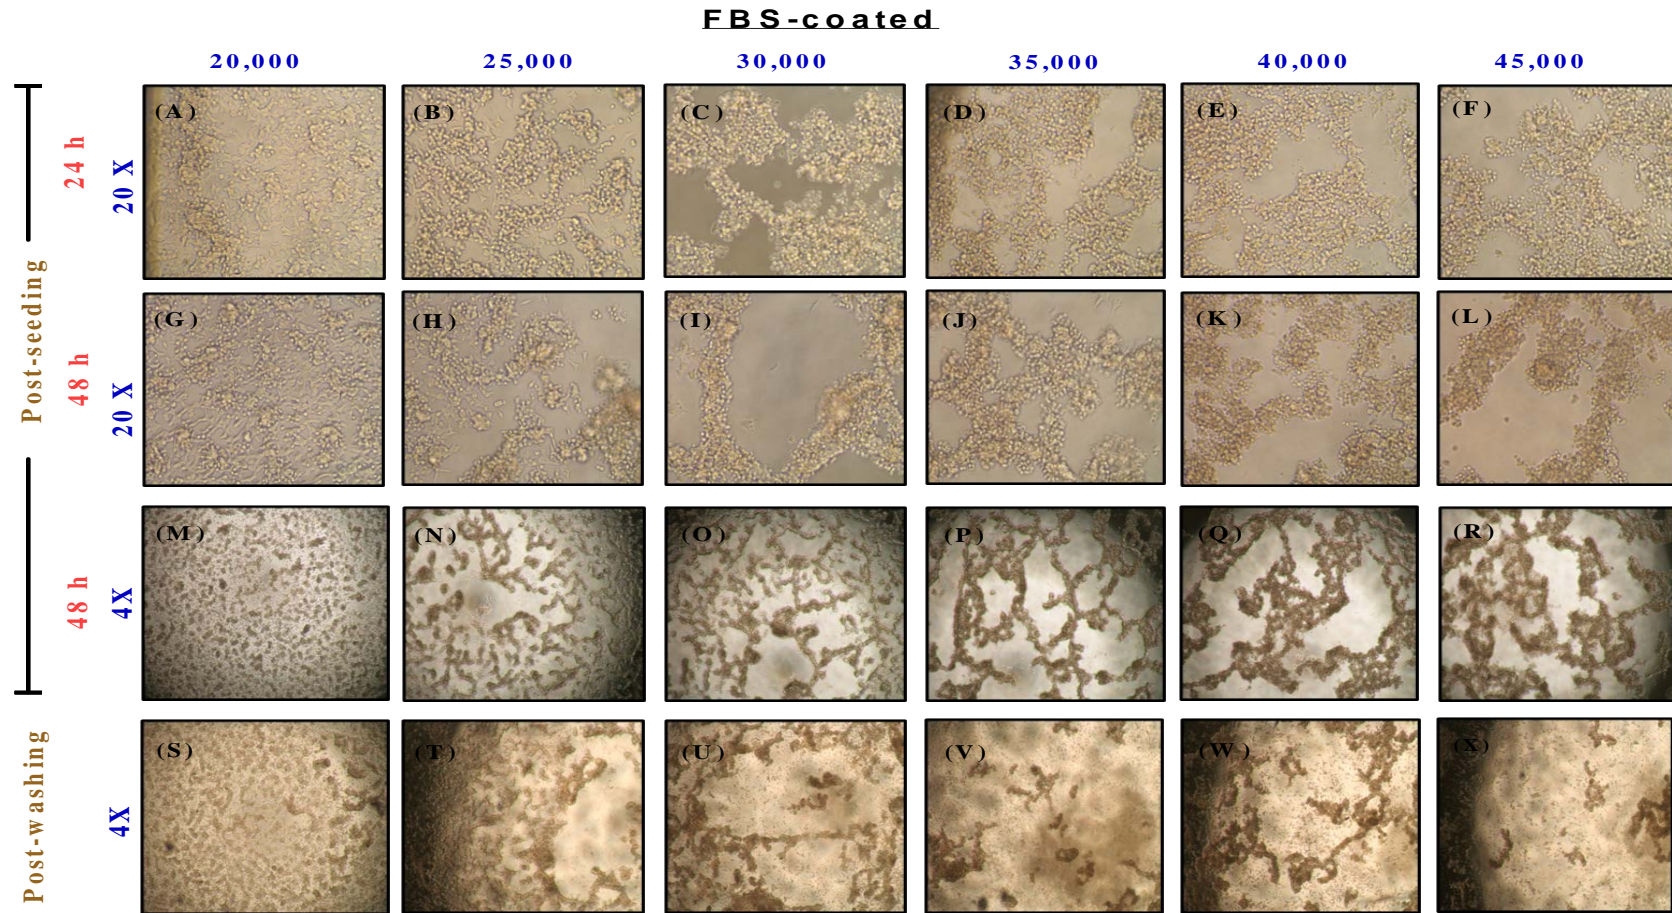 FBS-coated
20,000 25,000 30,000 35,000 40,000 45,000
Post-seeding
24 h
20 X
(A) (B) (C) (D) (E) (F)
48 h
20 X
(G) (H) (I) (J) (K) (L)
48 h
4X
(M) (N) (O) (P) (Q) (R)
Post-washing
4X
(S) (T) (U) (V) (W) (X)